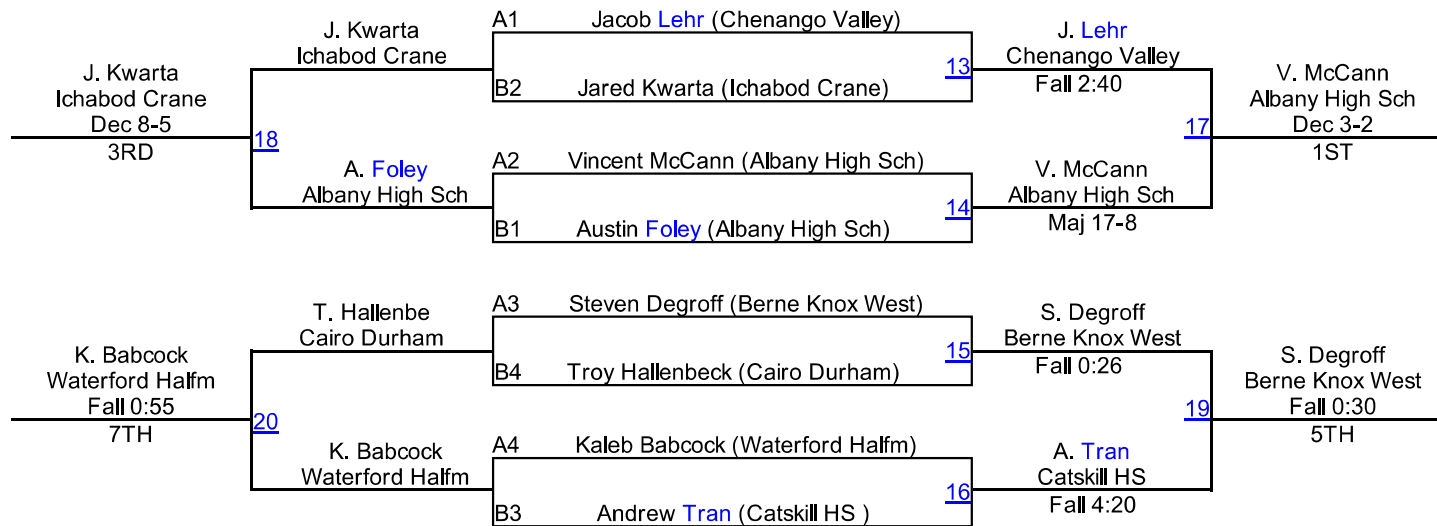 A1 Jacob Lehr (Chenango Valley)
J. Kwarta
Ichabod Crane
J. Lehr
Chenango Valley
13
Fall 2:40
J. Kwarta
Ichabod Crane
Dec 8-5
3RD
B2 Jared Kwarta (Ichabod Crane)
V. McCann
Albany High Sch
Dec 3-2
1ST
18
17
A2 Vincent McCann (Albany High Sch)
A. Foley
Albany High Sch
V. McCann
Albany High Sch
14
Maj 17-8
B1 Austin Foley (Albany High Sch)
A3 Steven Degroff (Berne Knox West)
T. Hallenbe
Cairo Durham
S. Degroff
Berne Knox West
15
Fall 0:26
K. Babcock
Waterford Halfm
Fall 0:55
7TH
B4 Troy Hallenbeck (Cairo Durham)
S. Degroff
Berne Knox West
Fall 0:30
5TH
20
19
A4 Kaleb Babcock (Waterford Halfm)
K. Babcock
Waterford Halfm
A. Tran
Catskill HS
16
Fall 4:20
B3 Andrew Tran (Catskill HS )